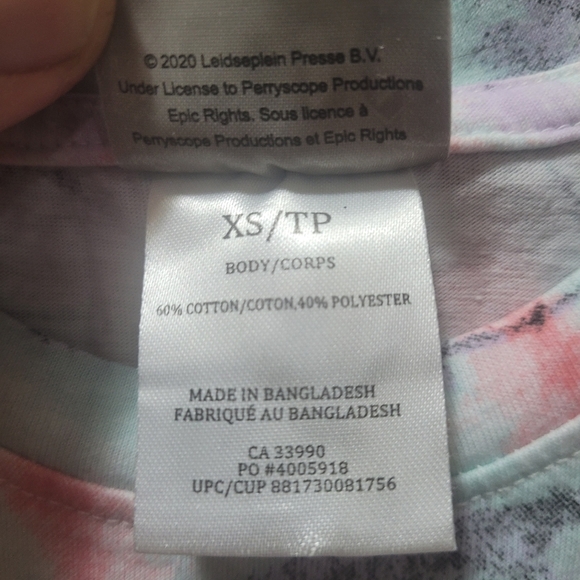 © 2020 Leidseplein Presse B.V.
Under License to Perryscope Productions
Epic Rights. Sous licence à
Perryscope Productions et Epic Rights
XS/TP
BODY/CORPS
60% COTTON/COTON,40% POLYESTER
MADE IN BANGLADESH
FABRIQUÉ AU BANGLADESH
CA 33990
PO #4005918
UPC/CUP 881730081756